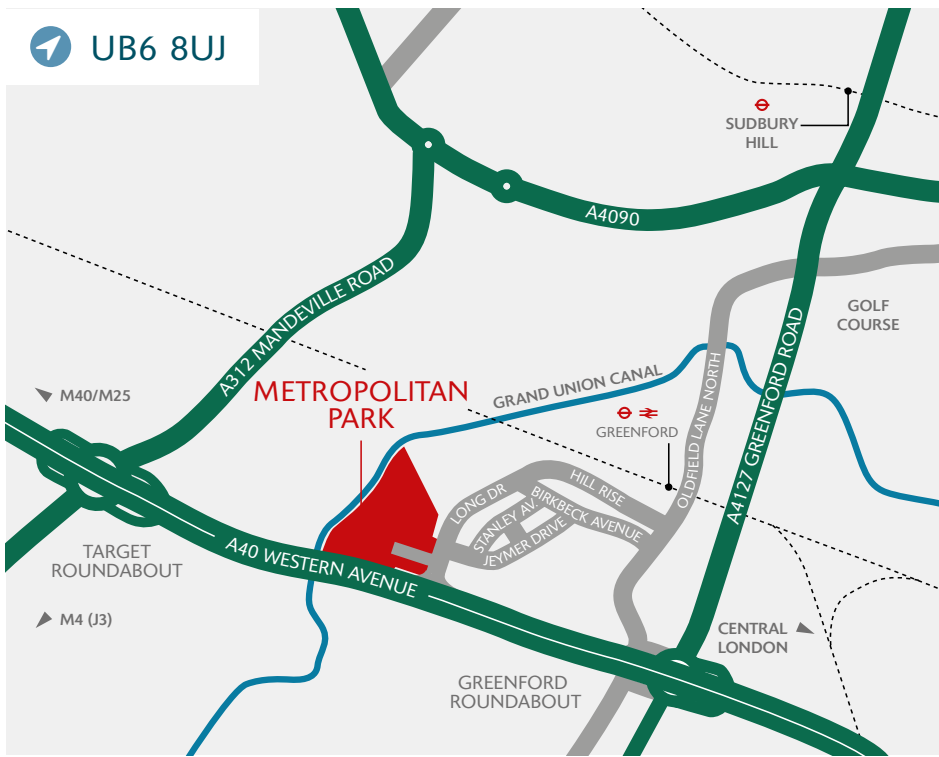 UB6 8UJ
SUDBURY
HILL
A4090
A312 MANDEVILLE ROAD
GOLF
COURSE
M40/M25
METROPOLITAN
PARK
GRAND UNION CANAL
GREENFORD
OLDFIELD LANE NORTH
A4127 GREENFORD ROAD
LONG DR
HILL RISE
STANLEY AV.
BIRKBECK AVENUE
JEYMER DRIVE
TARGET
ROUNDABOUT
A40 WESTERN AVENUE
M4 (J3)
CENTRAL
LONDON
GREENFORD
ROUNDABOUT